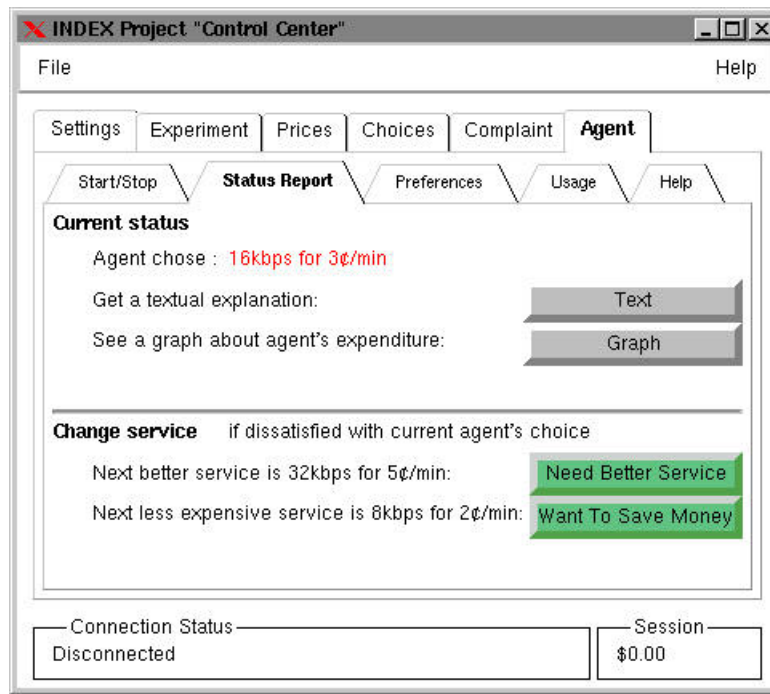 INDEX Project "Control Center"
File Help
Settings Experiment Prices Choices Complaint Agent
Start/Stop Status Report Preferences Usage Help
Current status
Agent chose : 16kbps for 3¢/min
Get a textual explanation: Text
See a graph about agent's expenditure: Graph
Change service if dissatisfied with current agent's choice
Next better service is 32kbps for 5¢/min: Need Better Service
Next less expensive service is 8kbps for 2¢/min: Want To Save Money
Connection Status Session
Disconnected $0.00